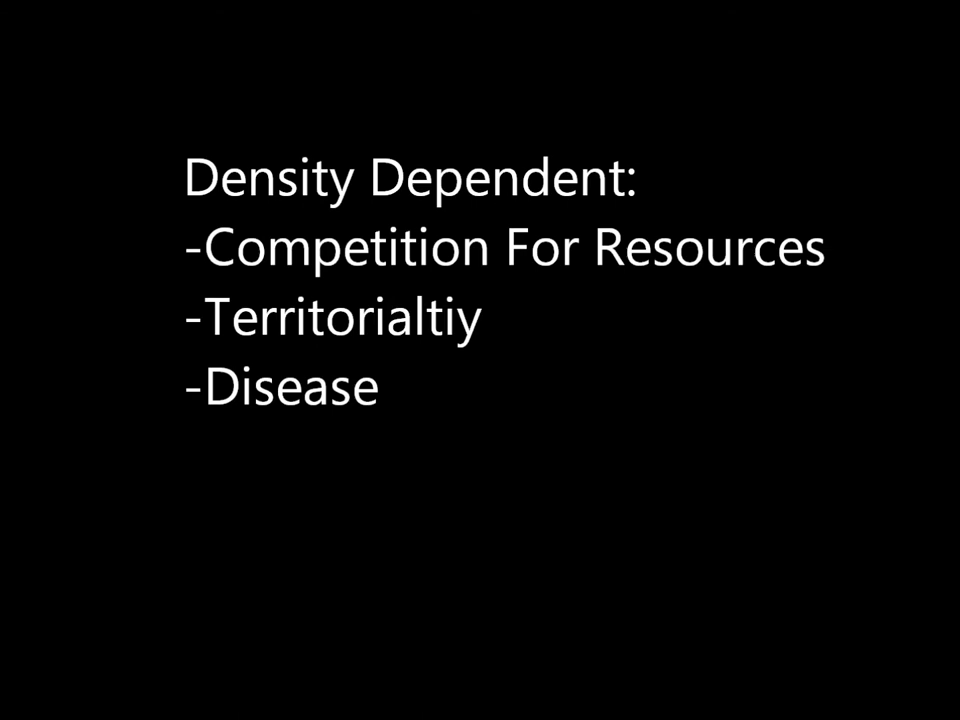 Density Dependent:
-Competition For Resources
-Territorialtiy
-Disease